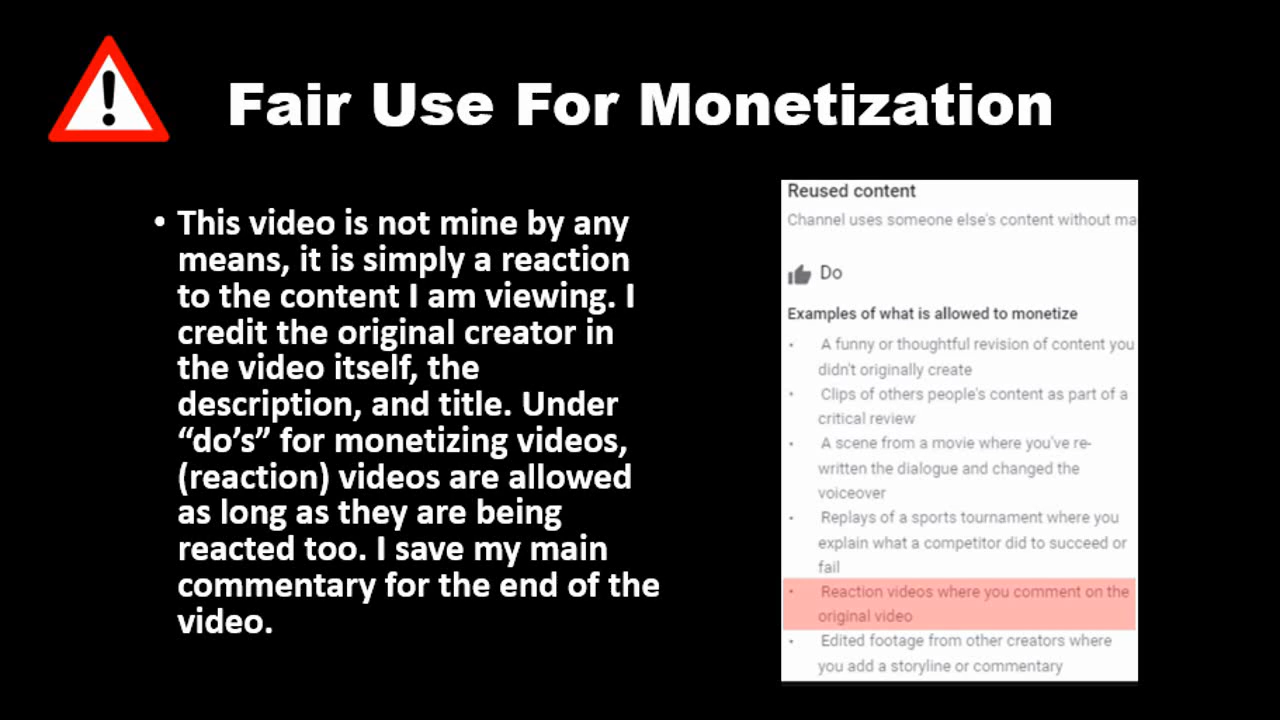 Fair Use For Monetization
• This video is not mine by any
means, it is simply a reaction
to the content I am viewing. I
credit the original creator in
the video itself, the
description, and title. Under
“do’s” for monetizing videos,
(reaction) videos are allowed
as long as they are being
reacted too. I save my main
commentary for the end of the
video.
Reused content
Channel uses someone else's content without ma
Do
Examples of what is allowed to monetize
• A funny or thoughtful revision of content you
didn't originally create
• Clips of others people's content as part of a
critical review
• A scene from a movie where you've re-
written the dialogue and changed the
voiceover
• Replays of a sports tournament where you
explain what a competitor did to succeed or
fail
• Reaction videos where you comment on the
original video
• Edited footage from other creators where
you add a storyline or commentary